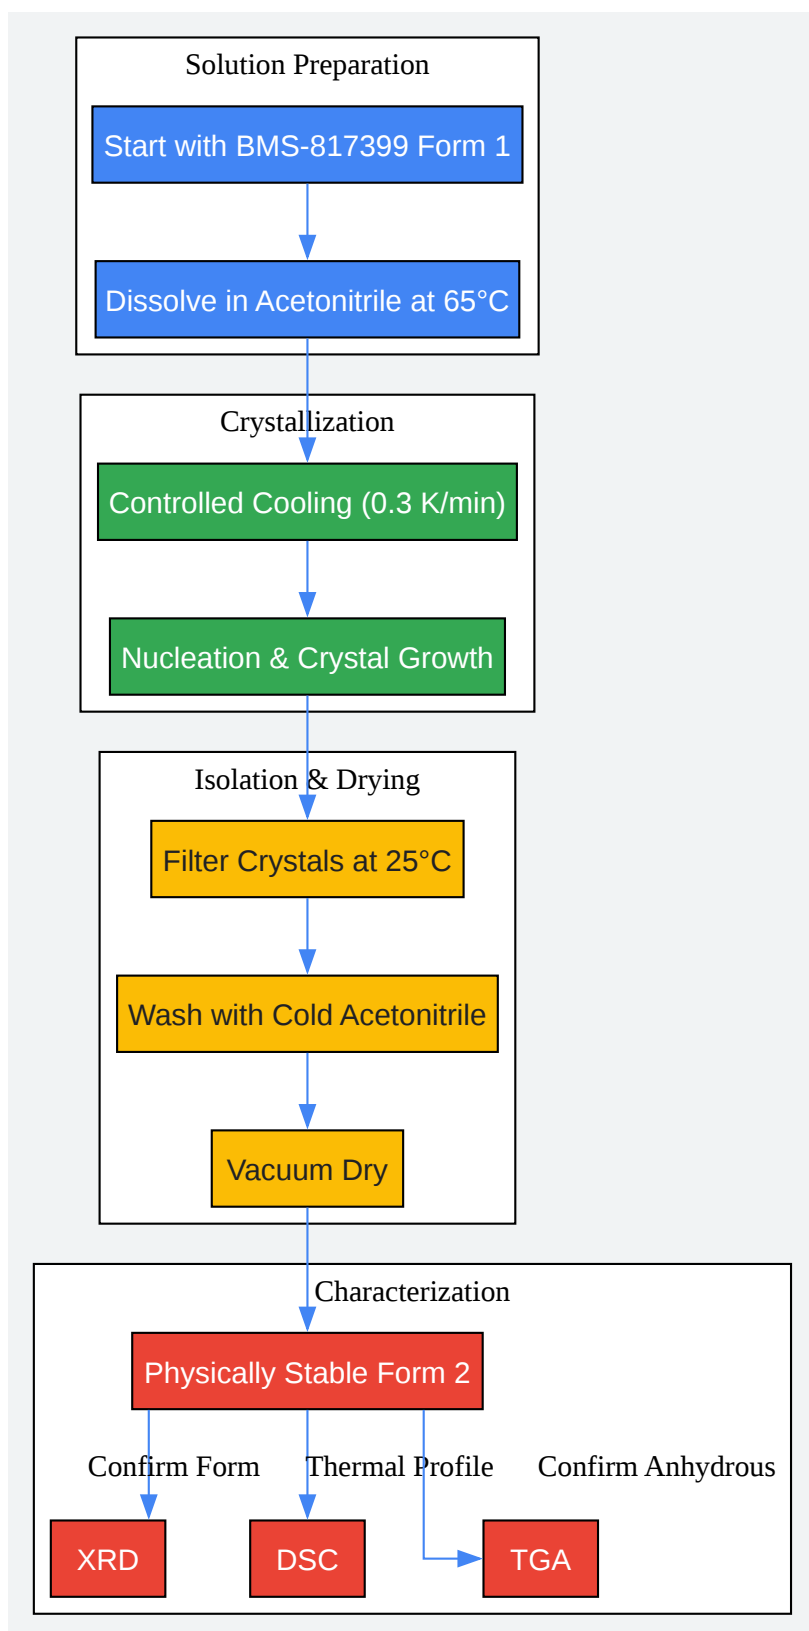 Solution Preparation
Start with BMS-817399 Form 1
Dissolve in Acetonitrile at 65°C
Crystallization
Controlled Cooling (0.3 K/min)
Nucleation & Crystal Growth
Isolation & Drying
Filter Crystals at 25°C
Wash with Cold Acetonitrile
Vacuum Dry
Characterization
Physically Stable Form 2
Confirm Form
Thermal Profile
Confirm Anhydrous
XRD
DSC
TGA